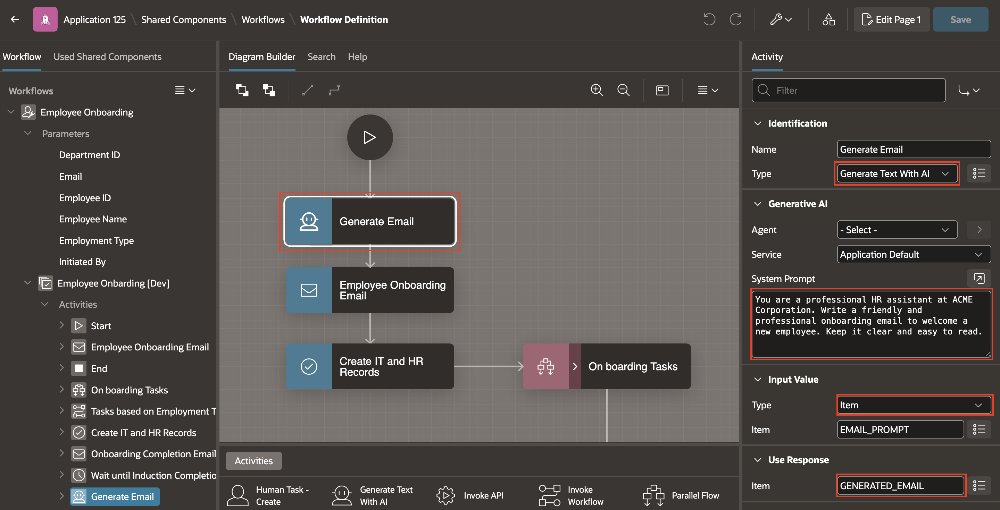 Application 125 \ Shared Components \ Workflows \ Workflow Definition
Edit Page 1
Save
Workflow
Used Shared Components
Workflows
Employee Onboarding
Parameters
Department ID
Email
Employee ID
Employee Name
Employment Type
Initiated By
Employee Onbarding [Dev]
Activities
Start
Employee Onboarding Email
End
On boarding Tasks
Tasks based on Employment T
Create IT and HR Records
Onboarding Completion Email
Wait until Induction Completio
Generate Email
Diagram Builder
Search
Help
Generate Email
Employee Onboarding
Email
Create IT and HR
Records
On boarding Tasks
Activities
Human Task -
Create
Generate Text
With AI
Invoke API
Invoke
Workflow
Parallel Flow
Activity
Filter
Identification
Name
Generate Email
Type
Generate Text With AI
Generative AI
Agent
- Select -
Service
Application Default
System Prompt
You are a professional HR assistant at ACME
Corporation. Write a friendly and
professional onboarding email to welcome a
new employee. Keep it clear and easy to read.
Input Value
Type
Item
Item
EMAIL_PROMPT
Use Response
Item
GENERATED_EMAIL